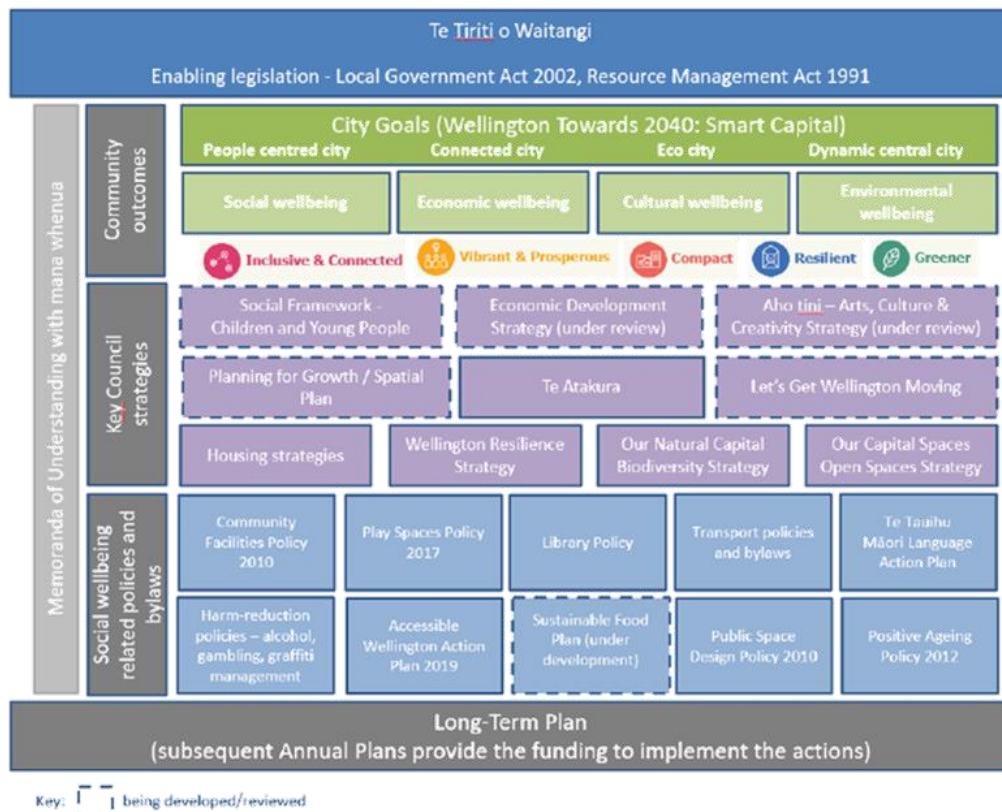 Te Tiriti o Waitangi
Enabling legislation - Local Government Act 2002, Resource Management Act 1991
Memoranda of Understanding with mana whenua
Community
outcomes
City Goals (Wellington Towards 2040: Smart Capital)
People centred city
Connected city
Eco city
Dynamic central city
Social wellbeing
Economic wellbeing
Cultural wellbeing
Environmental
wellbeing
Inclusive & Connected
Vibrant & Prosperous
Compact
Resilient
Greener
Key Council
strategies
Social Framework -
Children and Young People
Economic Development
Strategy (under review)
Aho tini – Arts, Culture &
Creativity Strategy (under review)
Planning for Growth / Spatial
Plan
Te Atakura
Let's Get Wellington Moving
Housing strategies
Wellington Resilience
Strategy
Our Natural Capital
Biodiversity Strategy
Our Capital Spaces
Open Spaces Strategy
Social wellbeing
related policies and
bylaws
Community
Facilities Policy
2010
Play Spaces Policy
2017
Library Policy
Transport policies
and bylaws
Te Tauihu
Māori Language
Action Plan
Harm-reduction
policies – alcohol,
gambling, graffiti
management
Accessible
Wellington Action
Plan 2019
Sustainable Food
Plan (under
development)
Public Space
Design Policy 2010
Positive Ageing
Policy 2012
Long-Term Plan
(subsequent Annual Plans provide the funding to implement the actions)
Key: being developed/reviewed